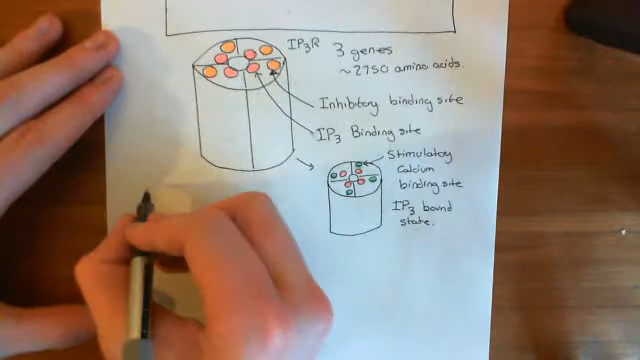 IP3R
3 genes
~2750 amino acids.
Inhibitory binding site
IP3 Binding site
Stimulatory
Calcium
binding site
IP3 bound
state.